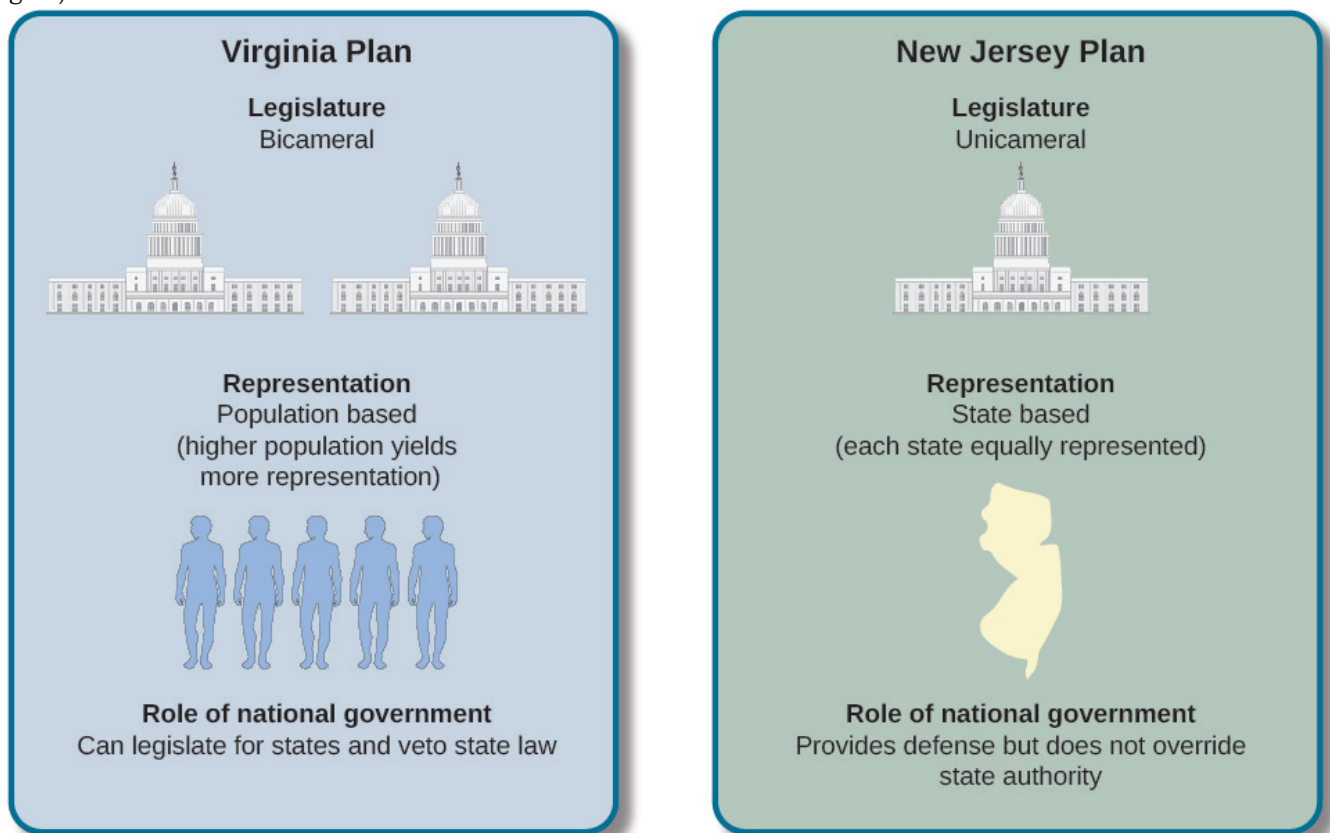 Virginia Plan
Legislature
Bicameral
Representation
Population based
(higher population yields
more representation)
Role of national government
Can legislate for states and veto state law
New Jersey Plan
Legislature
Unicameral
Representation
State based
(each state equally represented)
Role of national government
Provides defense but does not override
state authority